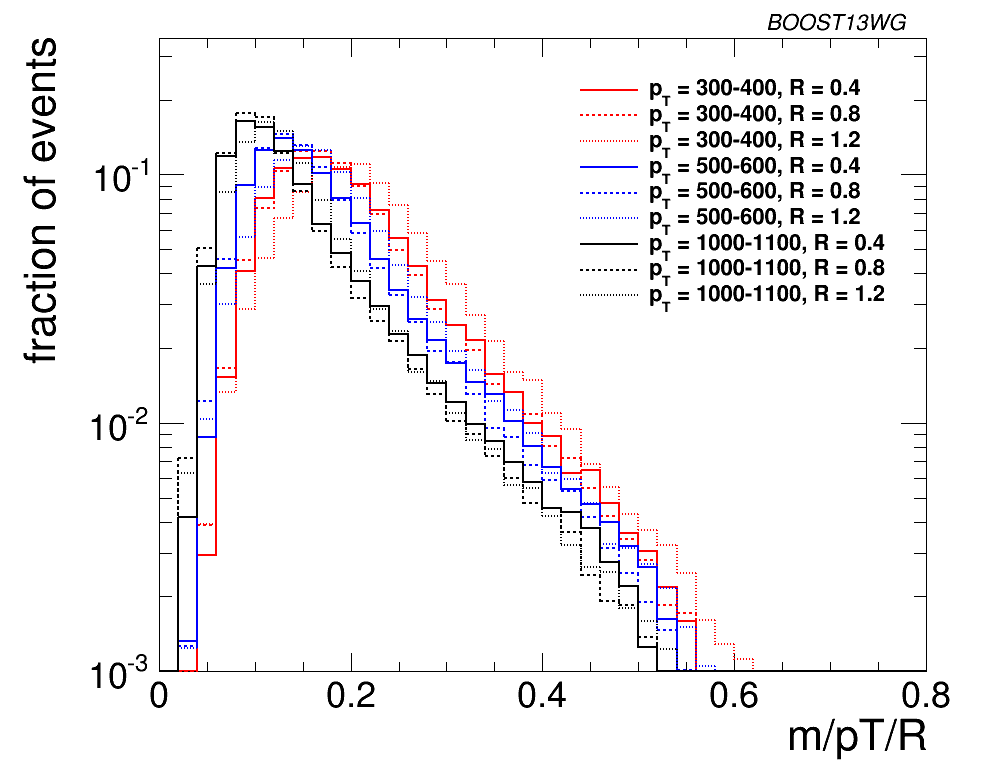 BOOST13WG
fraction of events
p_T = 300-400, R = 0.4
p_T = 300-400, R = 0.8
p_T = 300-400, R = 1.2
p_T = 500-600, R = 0.4
p_T = 500-600, R = 0.8
p_T = 500-600, R = 1.2
p_T = 1000-1100, R = 0.4
p_T = 1000-1100, R = 0.8
p_T = 1000-1100, R = 1.2
10^-1
10^-2
10^-3
0 0.2 0.4 0.6 0.8
m/pT/R